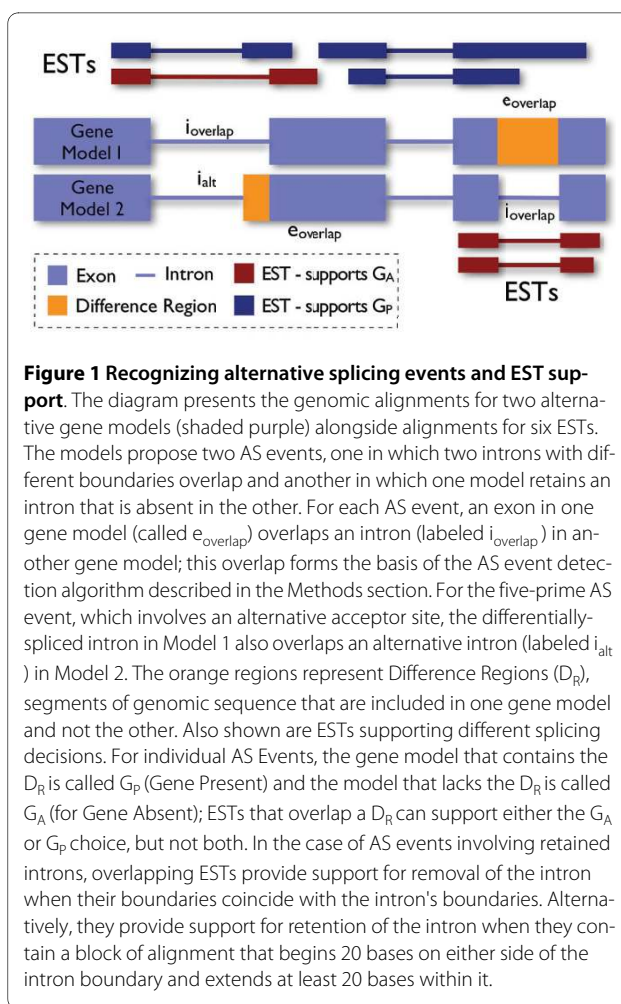 ESTs
e overlap
Gene Model 1
i overlap
i alt
Gene Model 2
i overlap
e overlap
Exon Intron EST - supports GA
Difference Region EST - supports GP
ESTs
Figure 1 Recognizing alternative splicing events and EST sup-
port. The diagram presents the genomic alignments for two alterna-
tive gene models (shaded purple) alongside alignments for six ESTs.
The models propose two AS events, one in which two introns with dif-
ferent boundaries overlap and another in which one model retains an
intron that is absent in the other. For each AS event, an exon in one
gene model (called eoverlap) overlaps an intron (labeled ioverlap ) in an-
other gene model; this overlap forms the basis of the AS event detec-
tion algorithm described in the Methods section. For the five-prime AS
event, which involves an alternative acceptor site, the differentially-
spliced intron in Model 1 also overlaps an alternative intron (labeled ialt
) in Model 2. The orange regions represent Difference Regions (DR),
segments of genomic sequence that are included in one gene model
and not the other. Also shown are ESTs supporting different splicing
decisions. For individual AS Events, the gene model that contains the
DR is called GP (Gene Present) and the model that lacks the DR is called
GA (for Gene Absent); ESTs that overlap a DR can support either the GA
or GP choice, but not both. In the case of AS events involving retained
introns, overlapping ESTs provide support for removal of the intron
when their boundaries coincide with the intron's boundaries. Alterna-
tively, they provide support for retention of the intron when they con-
tain a block of alignment that begins 20 bases on either side of the
intron boundary and extends at least 20 bases within it.